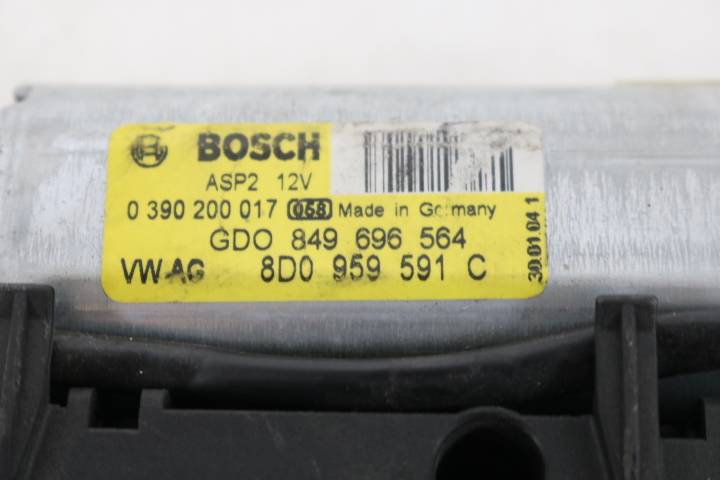 BOSCH
ASP2 12V
0 390 200 017 068 Made in Germany
GDO 849 696 564
VW AG 8D0 959 591 C
30.01.04 1